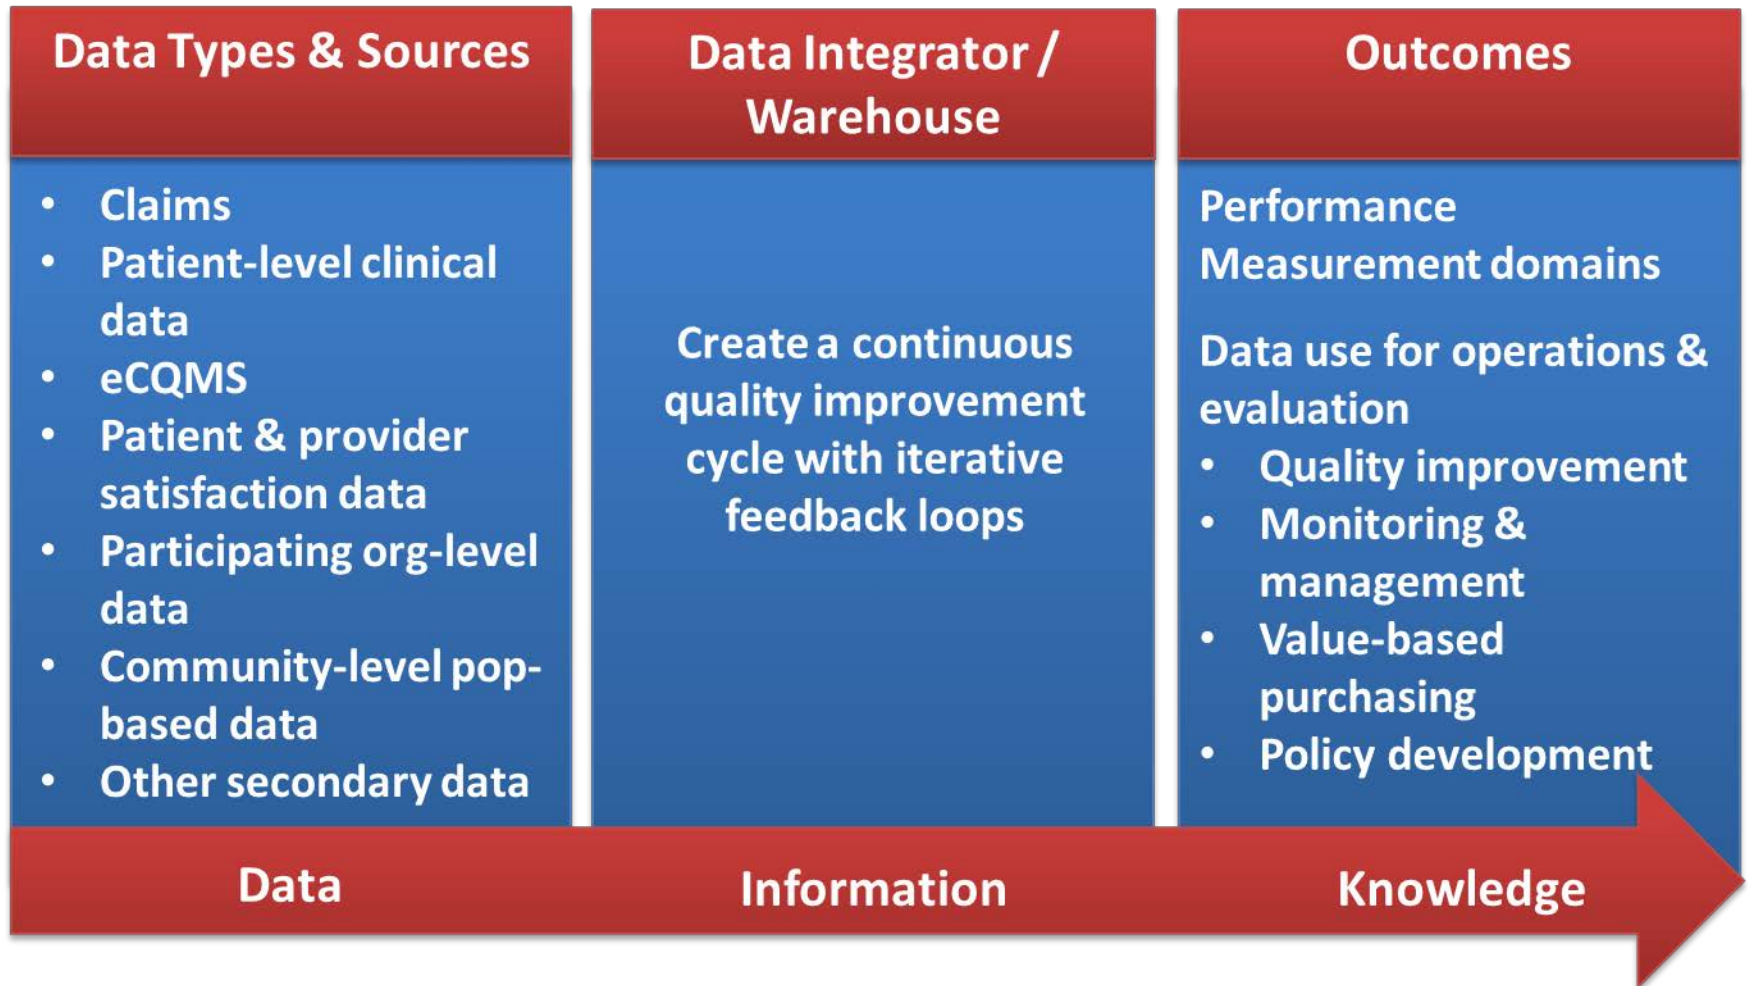 Data Types & Sources
• Claims
• Patient-level clinical
data
• eCQMS
• Patient & provider
satisfaction data
• Participating org-level
data
• Community-level pop-
based data
• Other secondary data
Data Integrator /
Warehouse
Create a continuous
quality improvement
cycle with iterative
feedback loops
Outcomes
Performance
Measurement domains
Data use for operations &
evaluation
• Quality improvement
• Monitoring &
management
• Value-based
purchasing
• Policy development
Data
Information
Knowledge